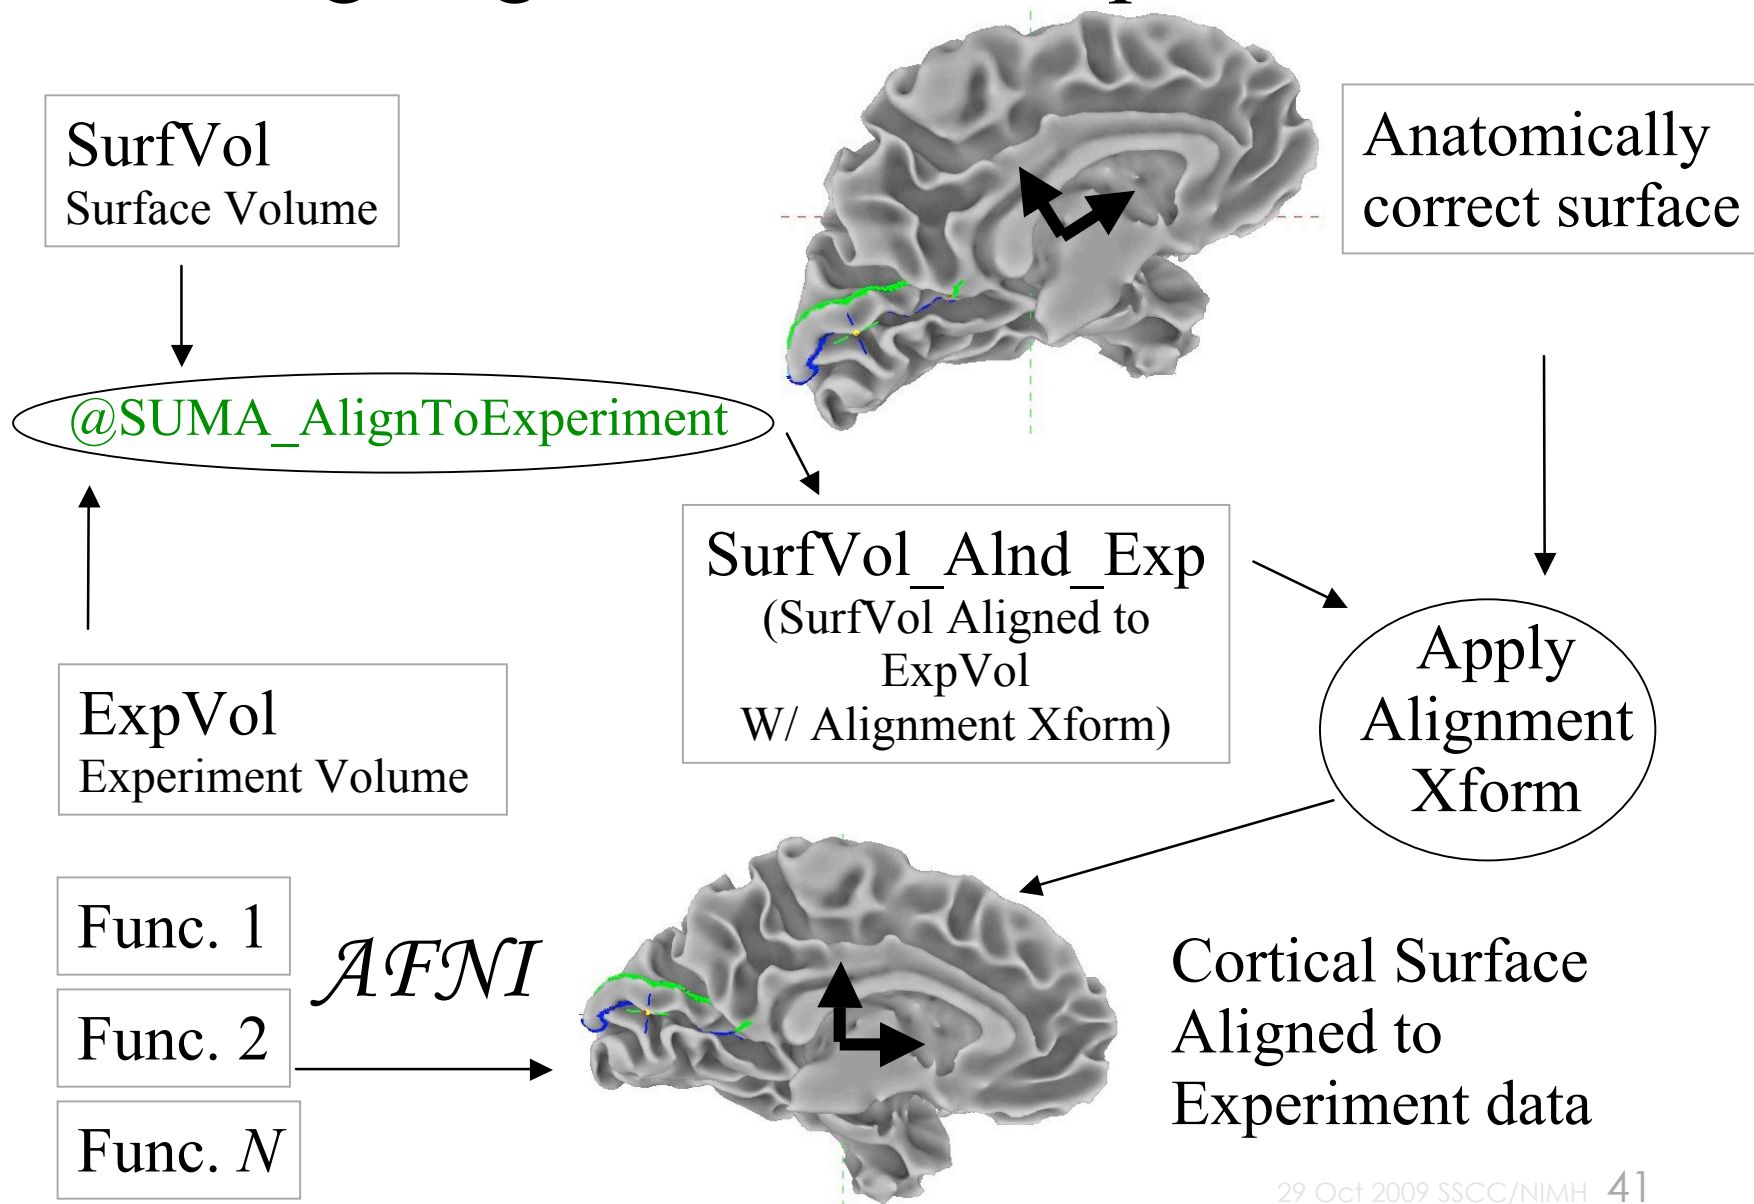 SurfVol
Surface Volume
Anatomically
correct surface
@SUMA_AlignToExperiment
SurfVol_Alnd_Exp
(SurfVol Aligned to
ExpVol
W/ Alignment Xform)
Apply
Alignment
Xform
ExpVol
Experiment Volume
Func. 1
Func. 2
Func. N
AFNI
Cortical Surface
Aligned to
Experiment data
29 Oct 2009 SSCC/NIMH 41